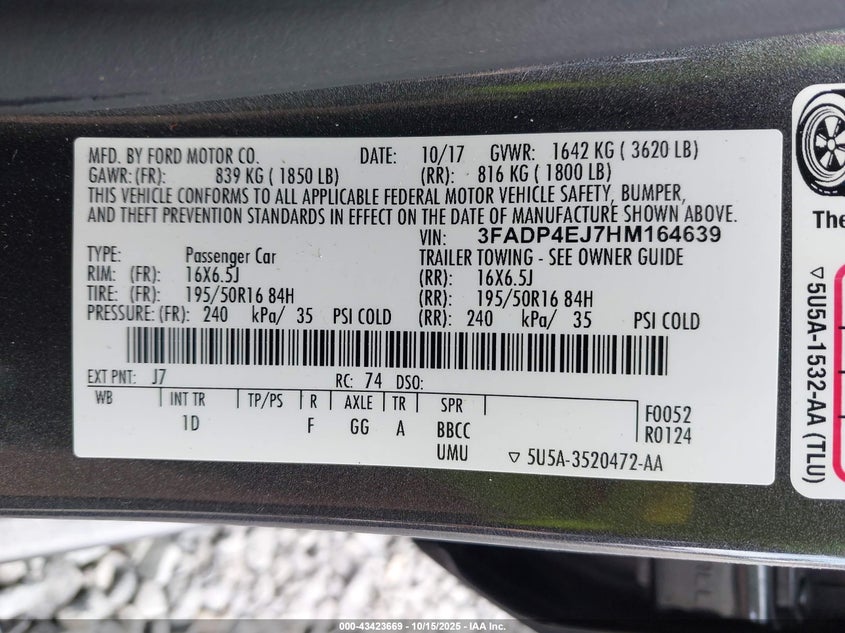 MFD. BY FORD MOTOR CO. DATE: 10/17 GVWR: 1642 KG ( 3620 LB)
GAWR: (FR): 839 KG ( 1850 LB) (RR): 816 KG ( 1800 LB)
THIS VEHICLE CONFORMS TO ALL APPLICABLE FEDERAL MOTOR VEHICLE SAFETY, BUMPER,
AND THEFT PREVENTION STANDARDS IN EFFECT ON THE DATE OF MANUFACTURE SHOWN ABOVE.
VIN: 3FADP4EJ7HM164639
TYPE: Passenger Car TRAILER TOWING - SEE OWNER GUIDE
RIM: (FR): 16X6.5J (RR): 16X6.5J
TIRE: (FR): 195/50R16 84H (RR): 195/50R16 84H
PRESSURE: (FR): 240 kPa/ 35 PSI COLD (RR): 240 kPa/ 35 PSI COLD
EXT PNT: J7 RC: 74 DSO:
WB INT TR TP/PS R AXLE TR SPR F0052
1D F GG A BBCC R0124
UMU ▽ 5U5A-3520472-AA
The
▽5U5A-1532-AA (TLU)
000-43423669 - 10/15/2025 - IAA Inc.